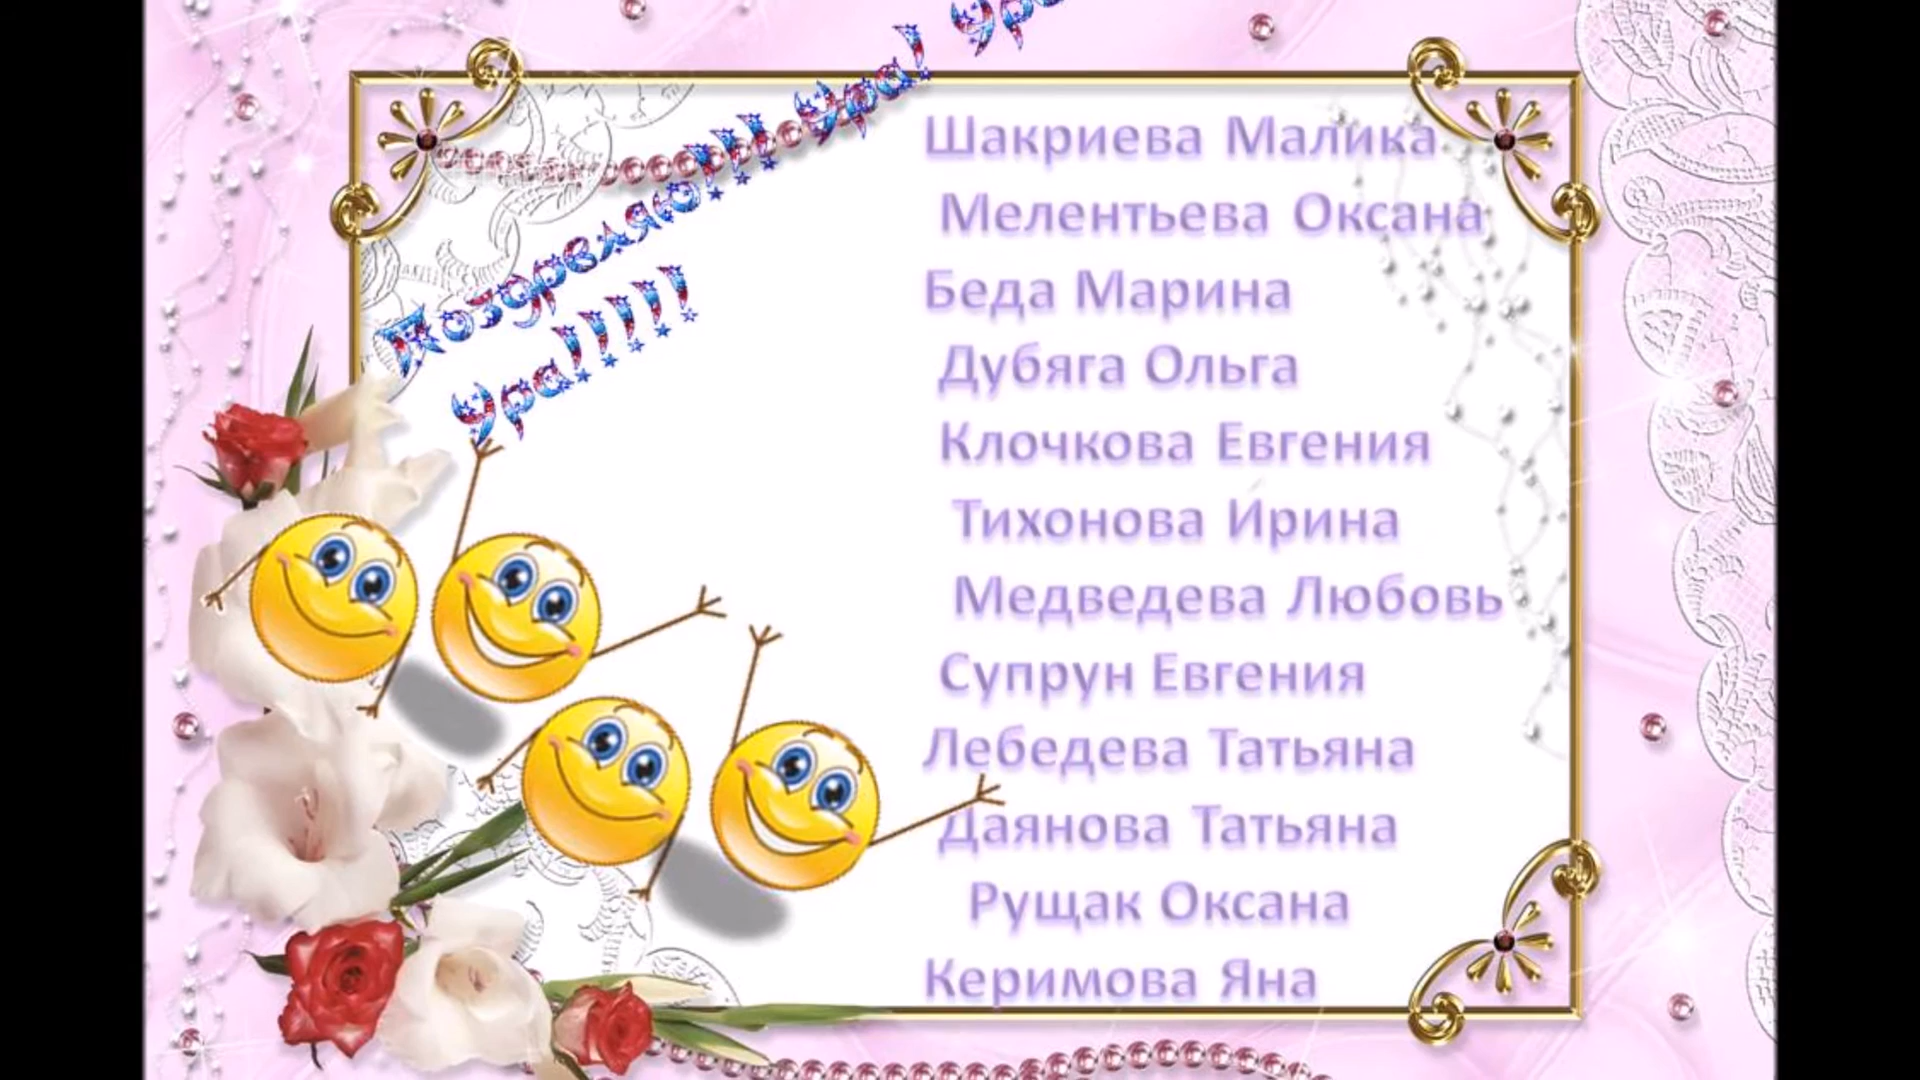 Поздравляю!!! Ура! Ура
Ура!!!!!
Шакриева Малика
Мелентьева Оксана
Беда Марина
Дубяга Ольга
Клочкова Евгения
Тихонова Ирина
Медведева Любовь
Супрун Евгения
Лебедева Татьяна
Даянова Татьяна
Рущак Оксана
Керимова Яна